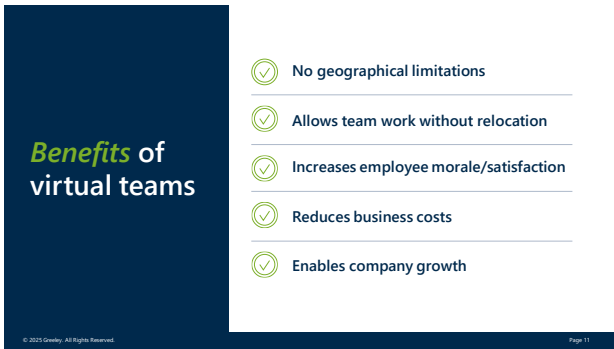 Benefits of
virtual teams
No geographical limitations
Allows team work without relocation
Increases employee morale/satisfaction
Reduces business costs
Enables company growth
© 2025 Greeley. All Rights Reserved.
Page 11